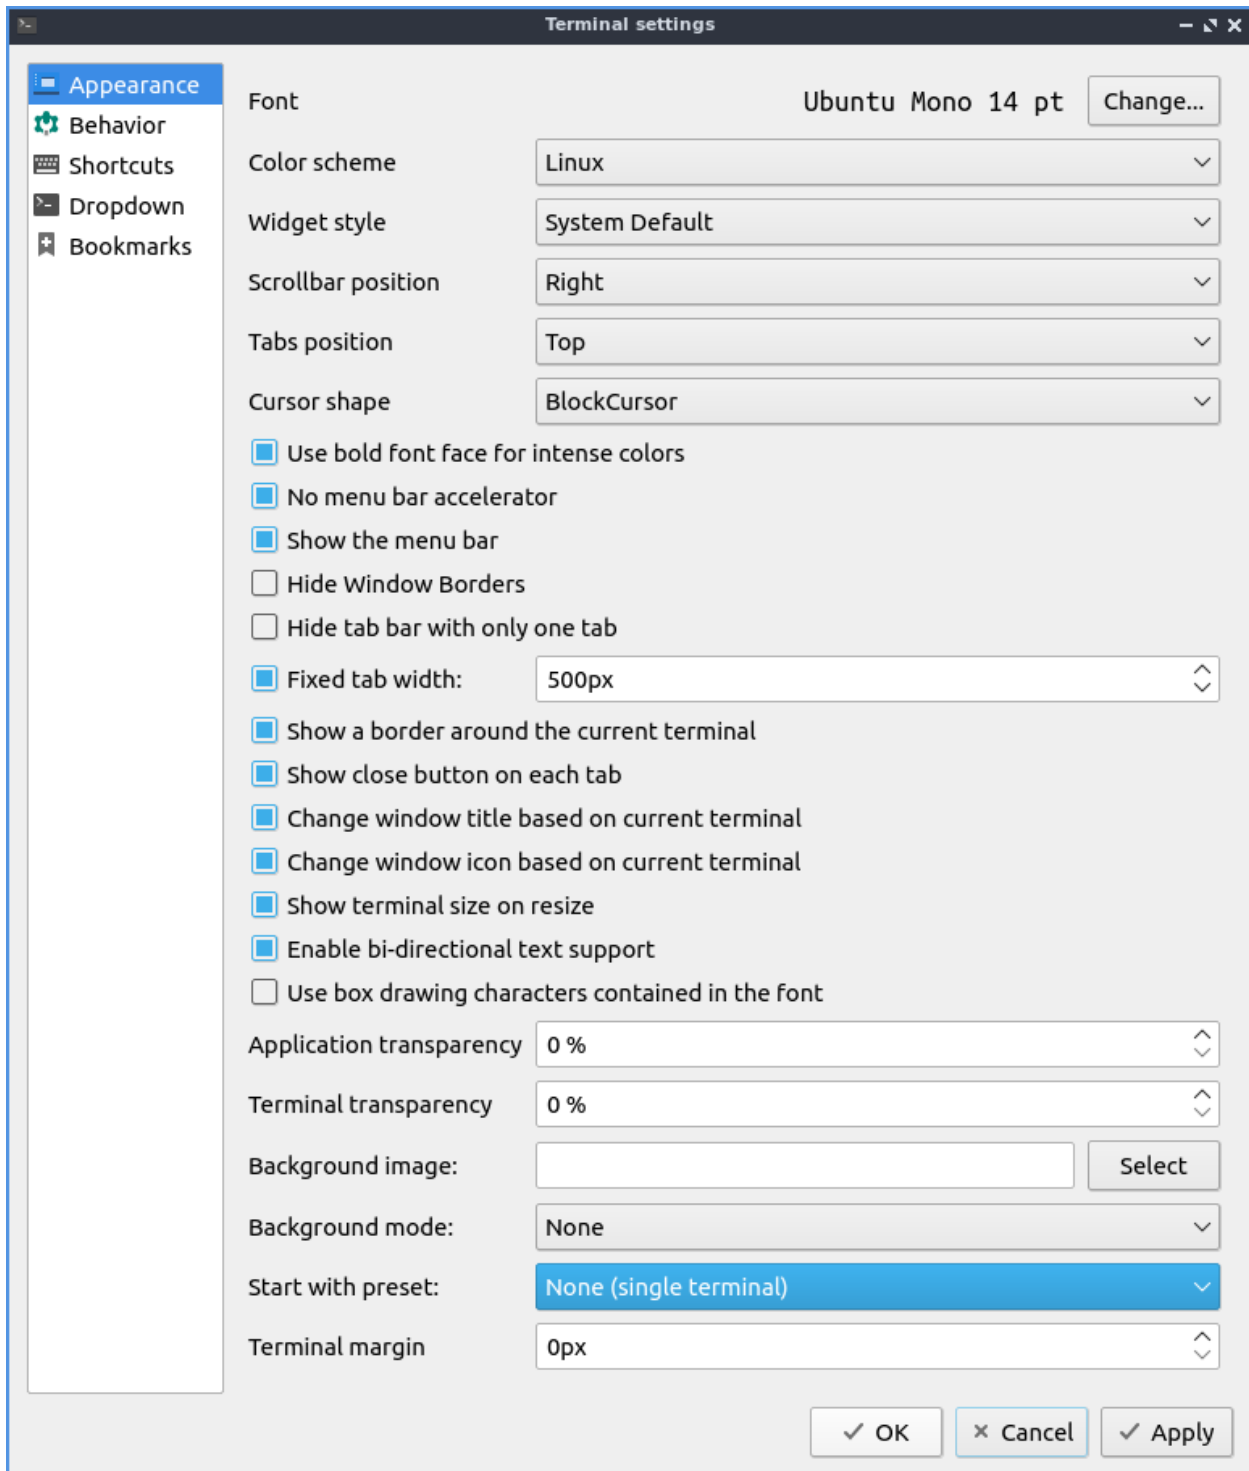 Terminal settings
Appearance
Behavior
Shortcuts
Dropdown
Bookmarks
Font Ubuntu Mono 14 pt Change...
Color scheme Linux
Widget style System Default
Scrollbar position Right
Tabs position Top
Cursor shape BlockCursor
Use bold font face for intense colors
No menu bar accelerator
Show the menu bar
Hide Window Borders
Hide tab bar with only one tab
Fixed tab width: 500px
Show a border around the current terminal
Show close button on each tab
Change window title based on current terminal
Change window icon based on current terminal
Show terminal size on resize
Enable bi-directional text support
Use box drawing characters contained in the font
Application transparency 0 %
Terminal transparency 0 %
Background image: Select
Background mode: None
Start with preset: None (single terminal)
Terminal margin 0px
OK Cancel Apply